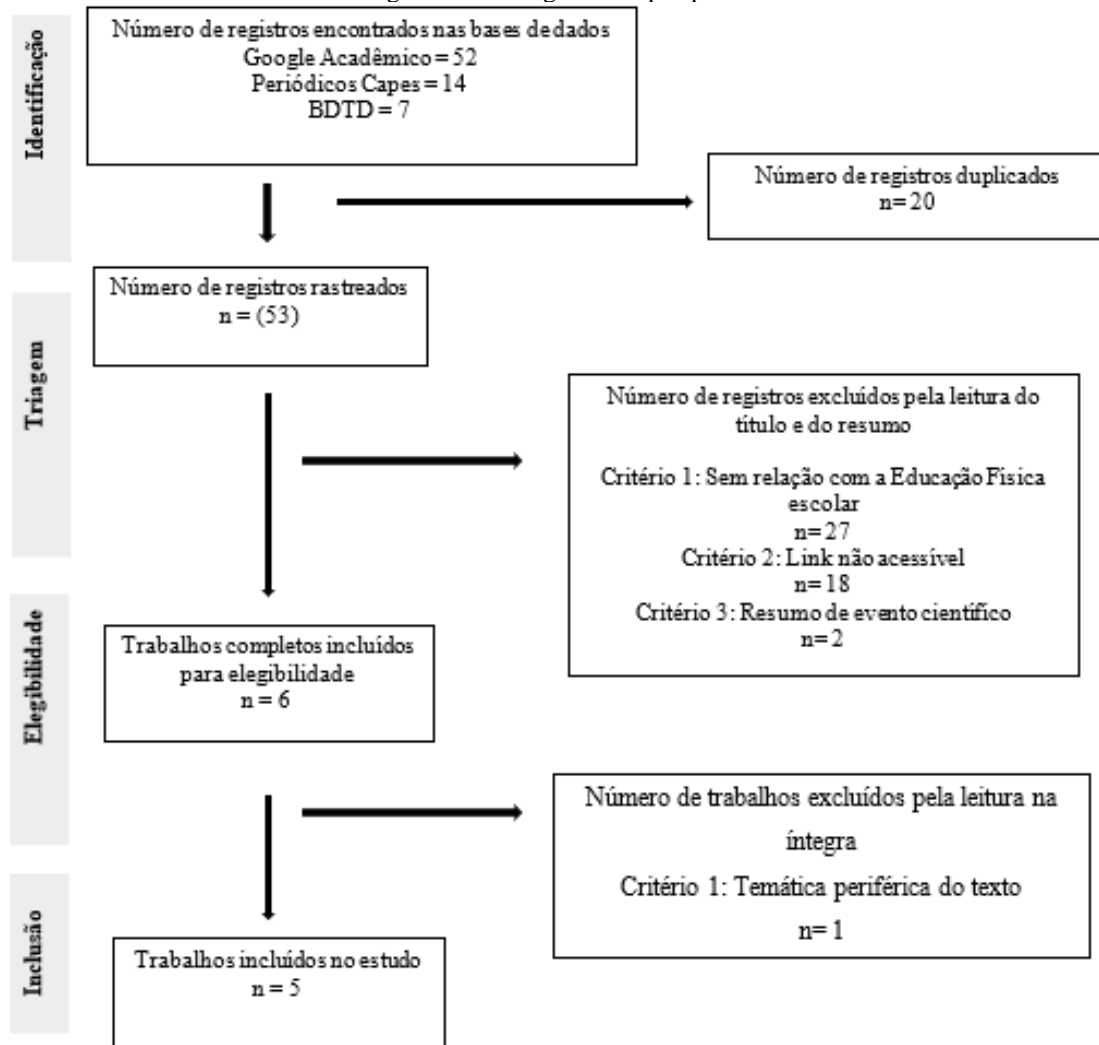 Identificação
Número de registros encontrados nas bases de dados
Google Acadêmico = 52
Periódicos Capes = 14
BDTD = 7
Número de registros duplicados
n= 20
Triagem
Número de registros rastreados
n = (53)
Número de registros excluídos pela leitura do
título e do resumo
Critério 1: Sem relação com a Educação Física
escolar
n= 27
Critério 2: Link não acessível
n= 18
Critério 3: Resumo de evento científico
n= 2
Elegibilidade
Trabalhos completos incluídos
para elegibilidade
n = 6
Número de trabalhos excluídos pela leitura na
íntegra
Critério 1: Temática periférica do texto
n= 1
Inclusão
Trabalhos incluídos no estudo
n = 5